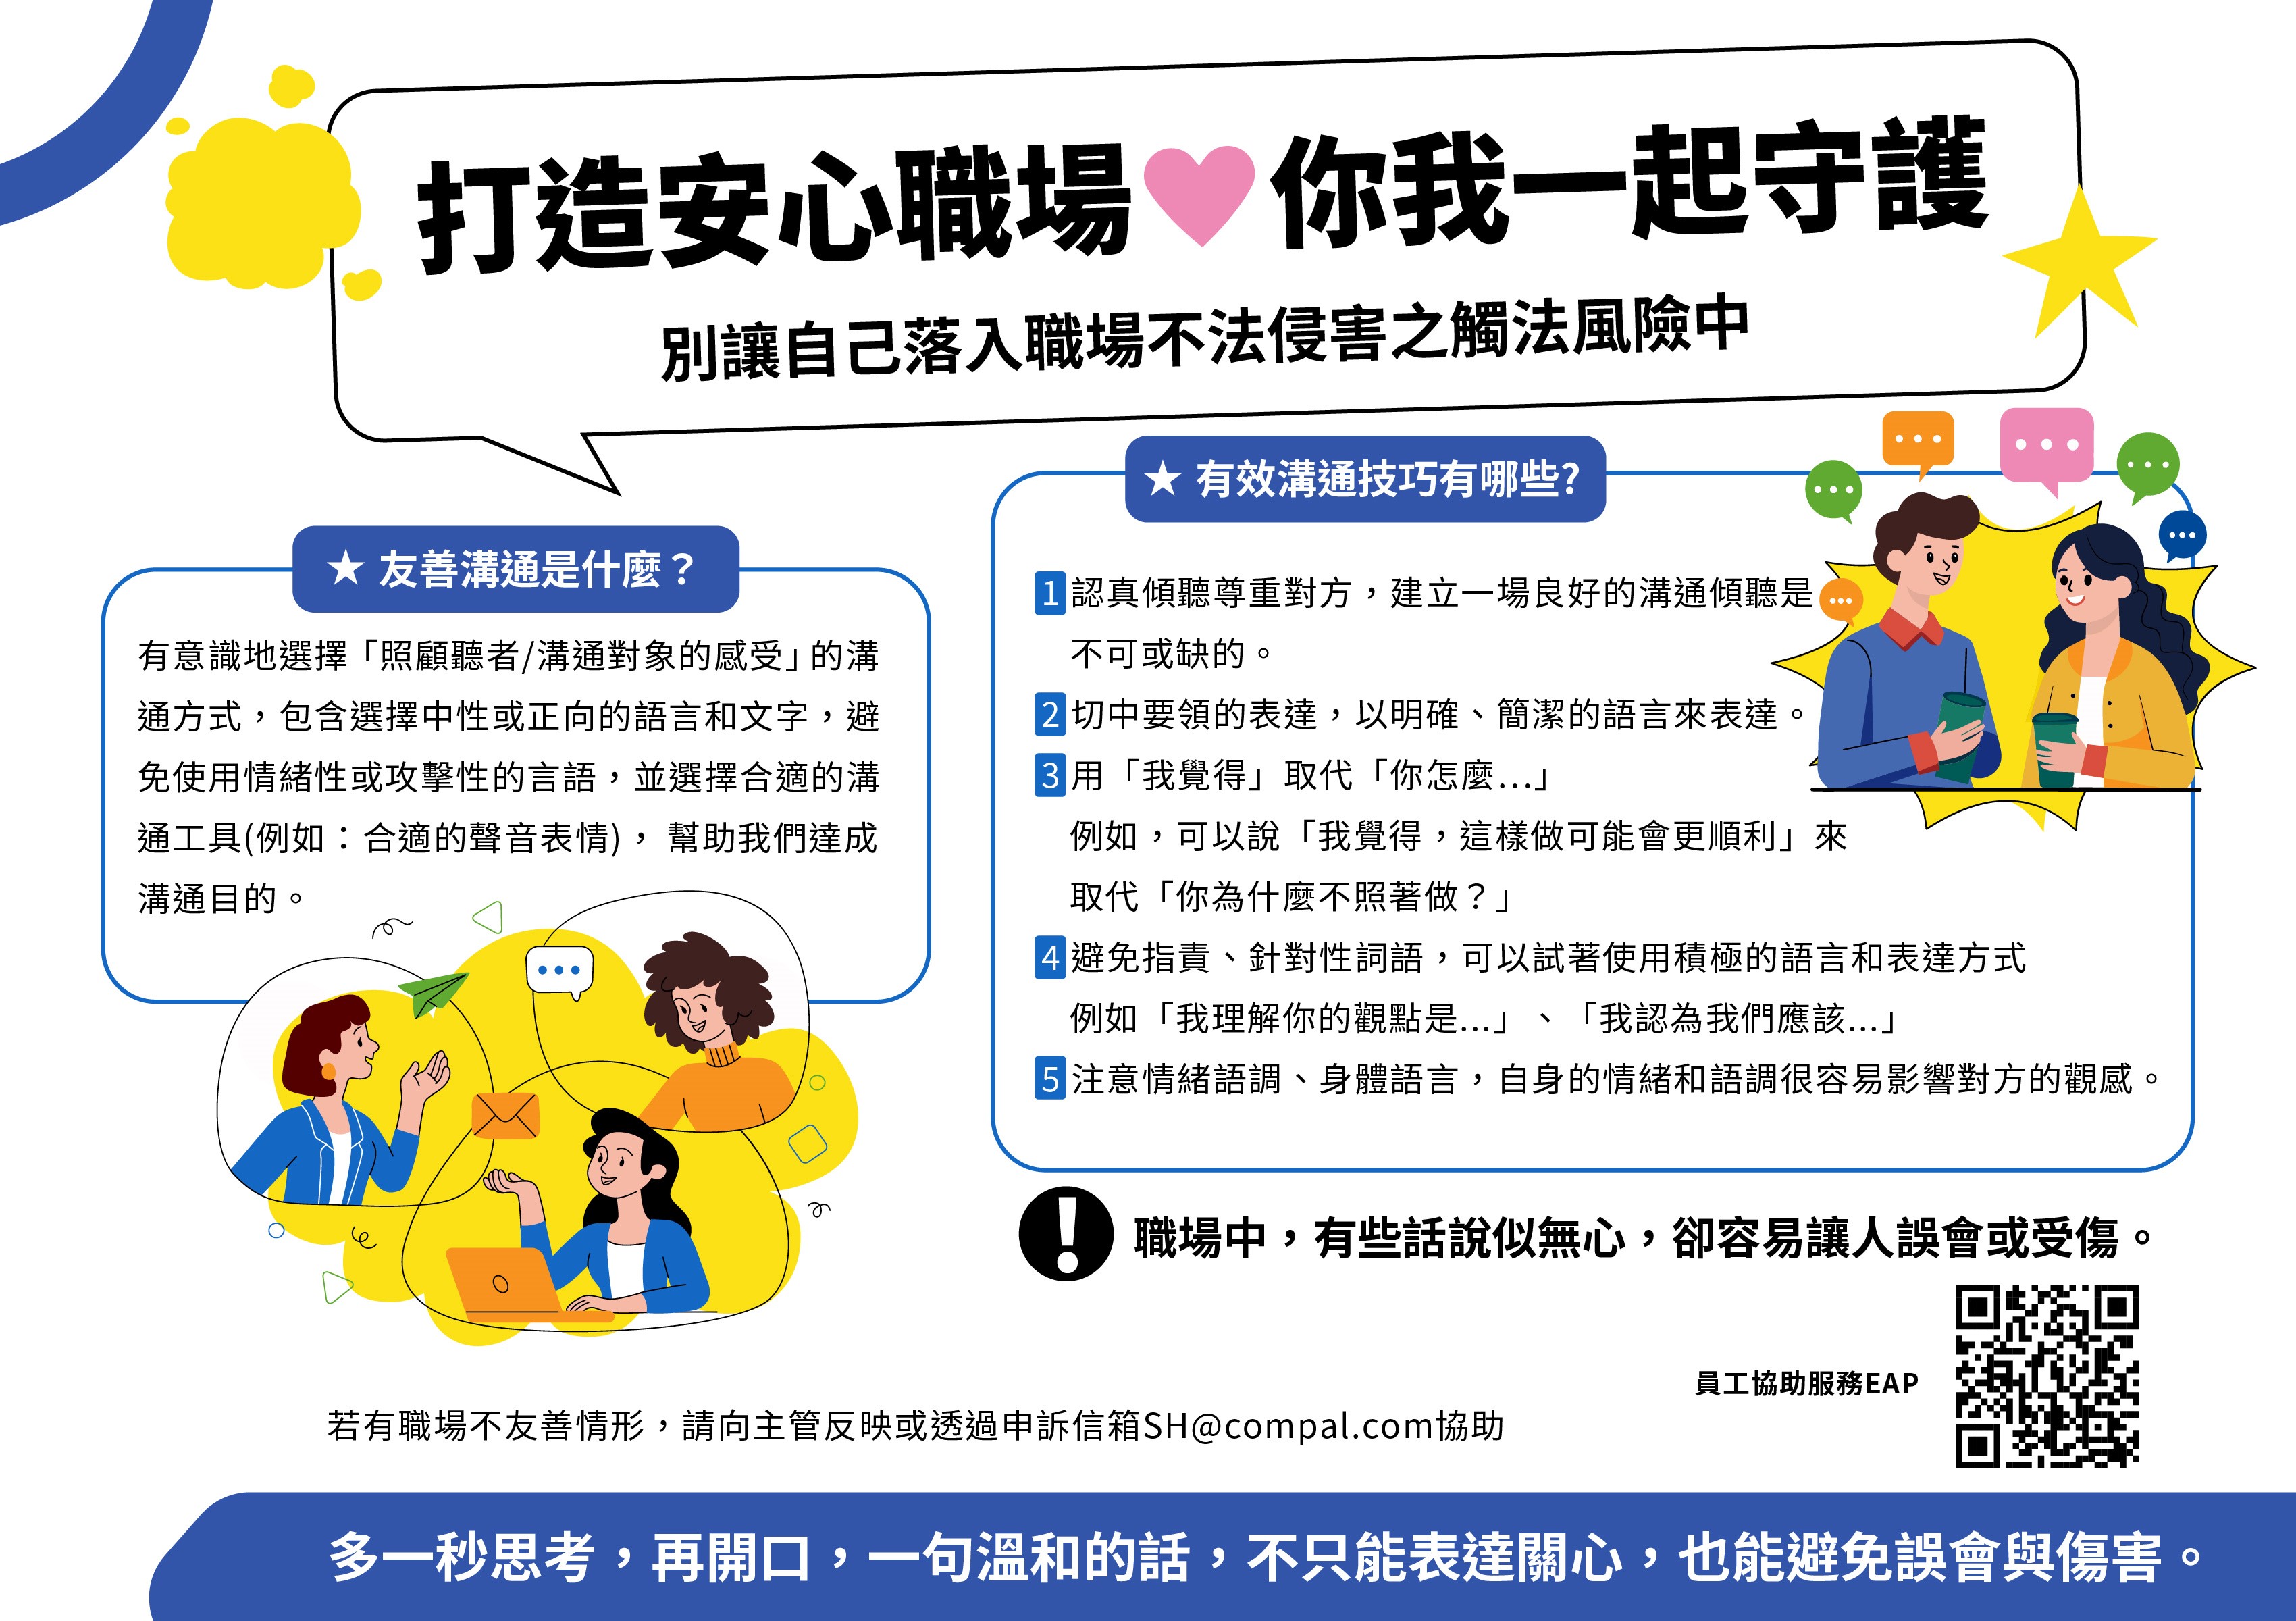 打造安心職場 你我一起守護
別讓自己落入職場不法侵害之觸法風險中
★ 友善溝通是什麼？
有意識地選擇「照顧聽者/溝通對象的感受」的溝
通方式，包含選擇中性或正向的語言和文字，避
免使用情緒性或攻擊性的言語，並選擇合適的溝
通工具(例如：合適的聲音表情)， 幫助我們達成
溝通目的。
★ 有效溝通技巧有哪些?
1 認真傾聽尊重對方，建立一場良好的溝通傾聽是
不可或缺的。
2 切中要領的表達，以明確、簡潔的語言來表達。
3 用「我覺得」取代「你怎麼...」
例如，可以說「我覺得，這樣做可能會更順利」來
取代「你為什麼不照著做？」
4 避免指責、針對性詞語，可以試著使用積極的語言和表達方式
例如「我理解你的觀點是...」、「我認為我們應該...」
5 注意情緒語調、身體語言，自身的情緒和語調很容易影響對方的觀感。
! 職場中，有些話說似無心，卻容易讓人誤會或受傷。
員工協助服務EAP
若有職場不友善情形，請向主管反映或透過申訴信箱SH@compal.com協助
多一秒思考，再開口，一句溫和的話，不只能表達關心，也能避免誤會與傷害。